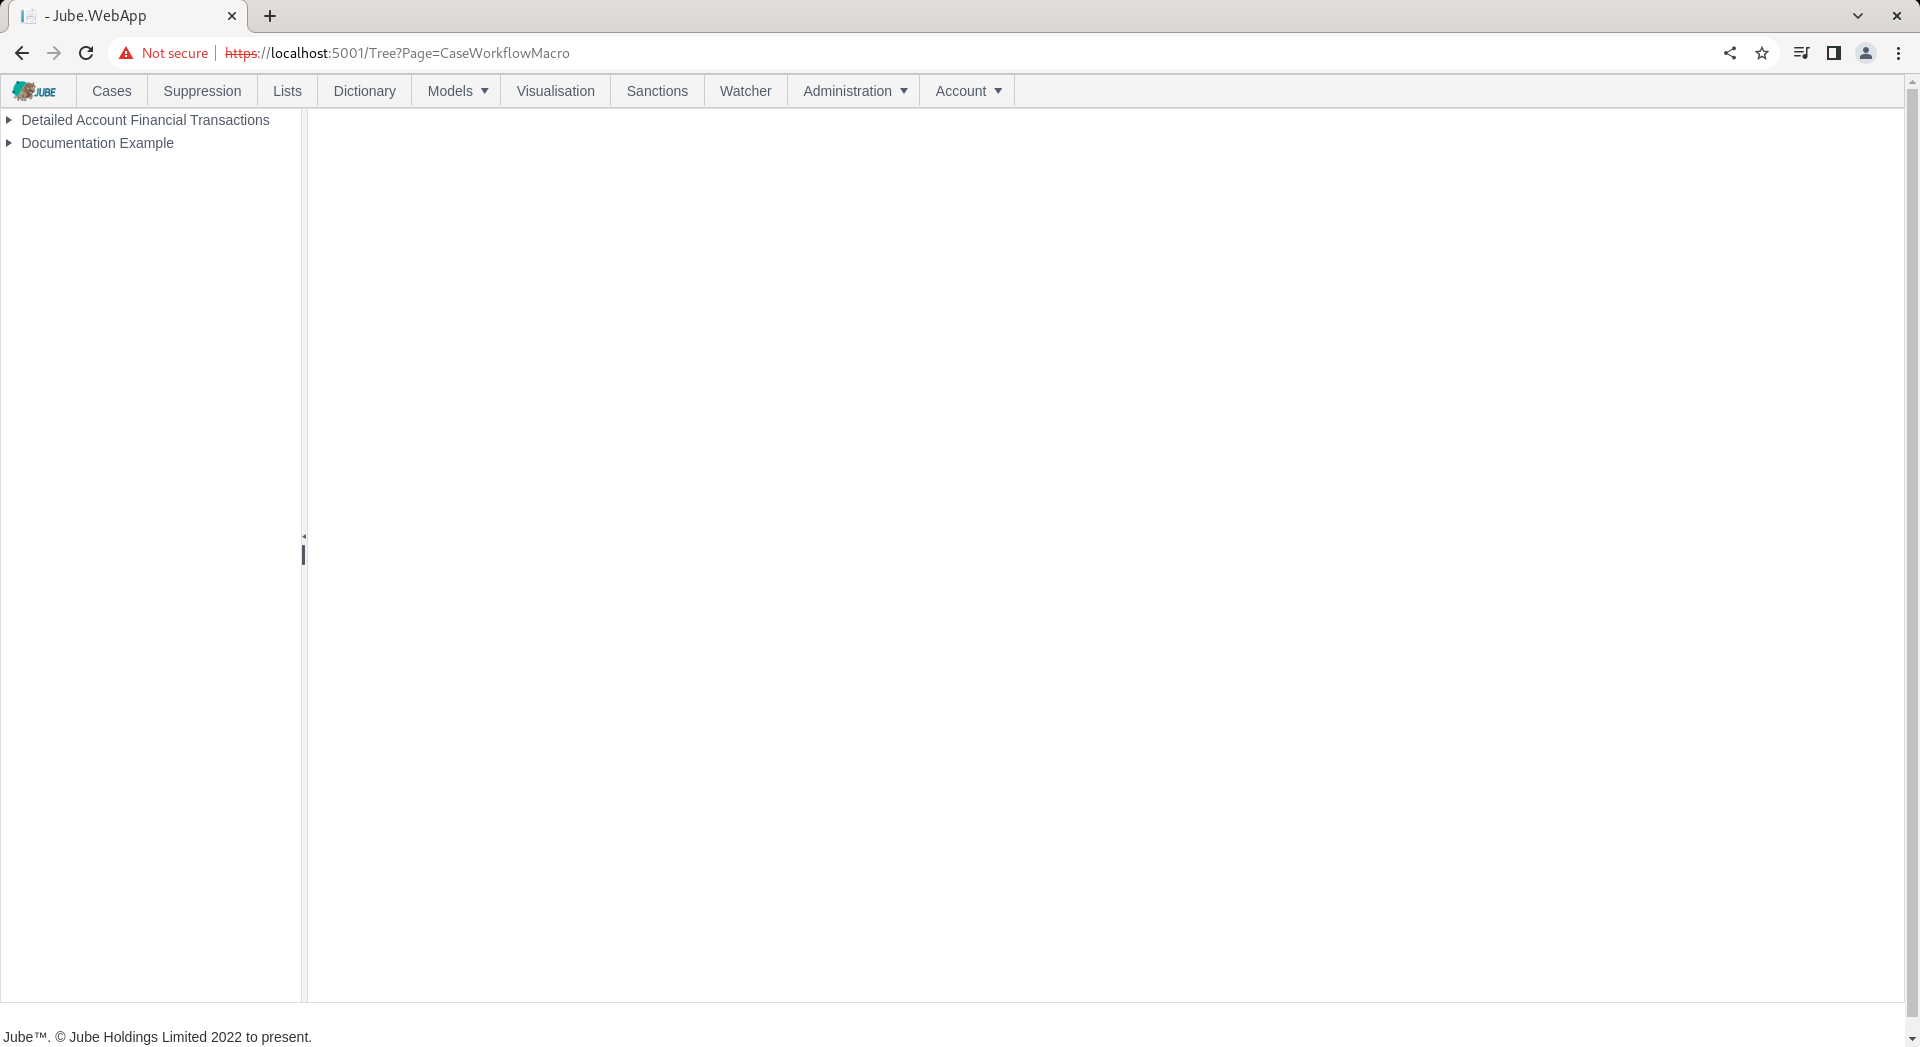 - Jube.WebApp
Not secure https://localhost:5001/Tree?Page=CaseWorkflowMacro
JUBE Cases Suppression Lists Dictionary Models Visualisation Sanctions Watcher Administration Account
Detailed Account Financial Transactions
Documentation Example
Jube™. © Jube Holdings Limited 2022 to present.